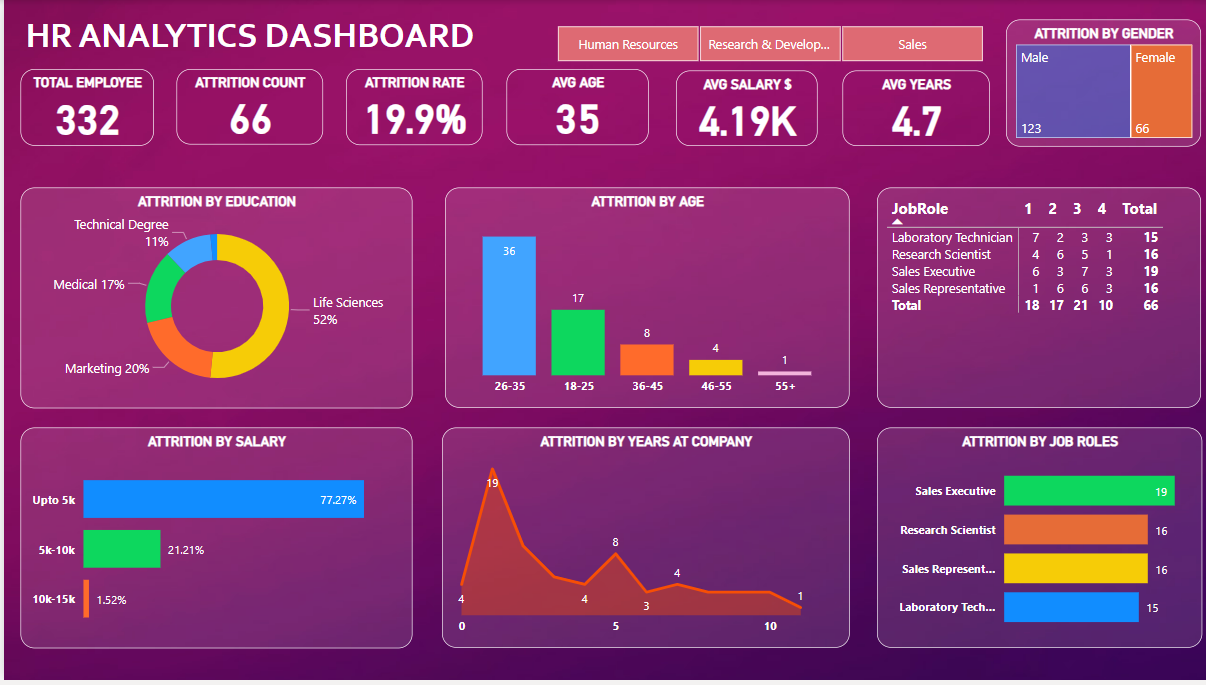 HR ANALYTICS DASHBOARD
Human Resources
Research & Develop...
Sales
ATTRITION BY GENDER
Male
Female
123
66
TOTAL EMPLOYEE
332
ATTRITION COUNT
66
ATTRITION RATE
19.9%
AVG AGE
35
AVG SALARY $
4.19K
AVG YEARS
4.7
ATTRITION BY EDUCATION
Technical Degree
11%
Medical 17%
Life Sciences
52%
Marketing 20%
ATTRITION BY AGE
36
17
8
4
1
26-35 18-25 36-45 46-55 55+
JobRole 1 2 3 4 Total
Laboratory Technician 7 2 3 3 15
Research Scientist 4 6 5 1 16
Sales Executive 6 3 7 3 19
Sales Representative 1 6 6 3 16
Total 18 17 21 10 66
ATTRITION BY SALARY
Upto 5k 77.27%
5k-10k 21.21%
10k-15k 1.52%
ATTRITION BY YEARS AT COMPANY
19
8
4
4
4
3
1
0 5 10
ATTRITION BY JOB ROLES
Sales Executive 19
Research Scientist 16
Sales Represent... 16
Laboratory Tech... 15